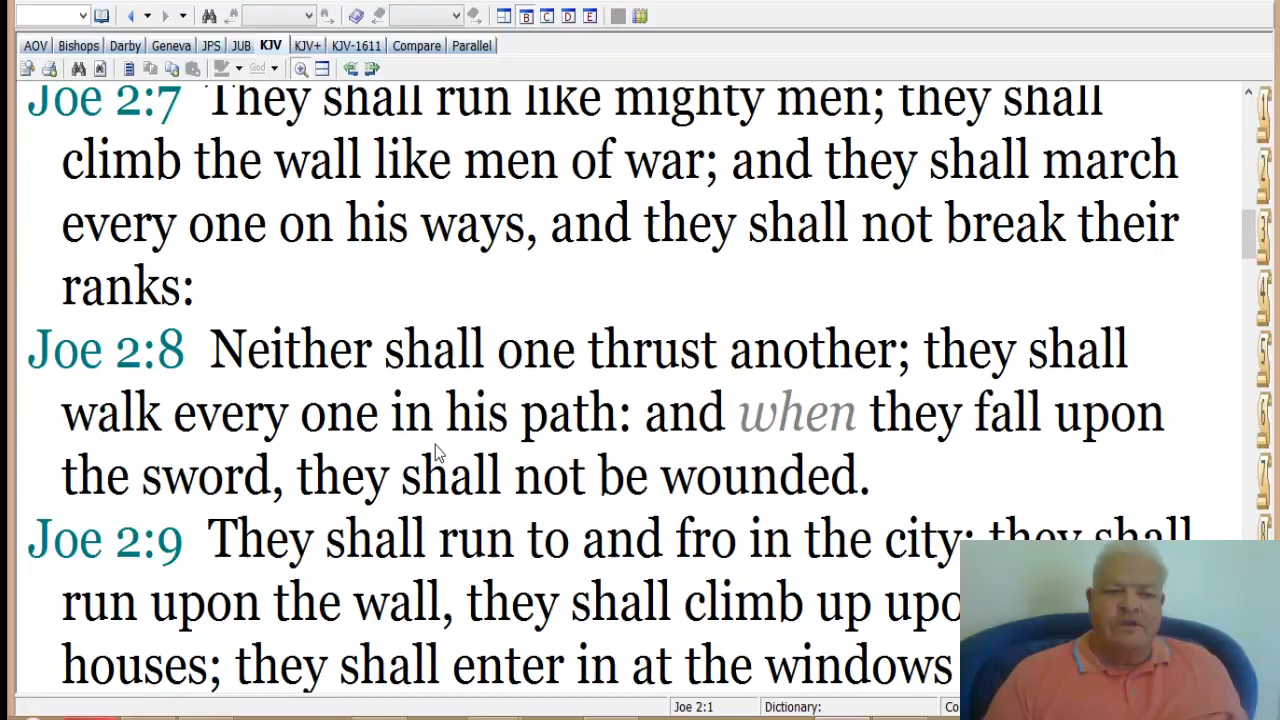 AOV Bishops Darby Geneva JPS JUB KJV KJV+ KJV-1611 Compare Parallel
Joe 2:7 They shall run like mighty men; they shall
climb the wall like men of war; and they shall march
every one on his ways, and they shall not break their
ranks:
Joe 2:8 Neither shall one thrust another; they shall
walk every one in his path: and when they fall upon
the sword, they shall not be wounded.
Joe 2:9 They shall run to and fro in the city; they shall
run upon the wall, they shall climb up
houses; they shall enter in at the windows
Joe 2:1 Dictionary: